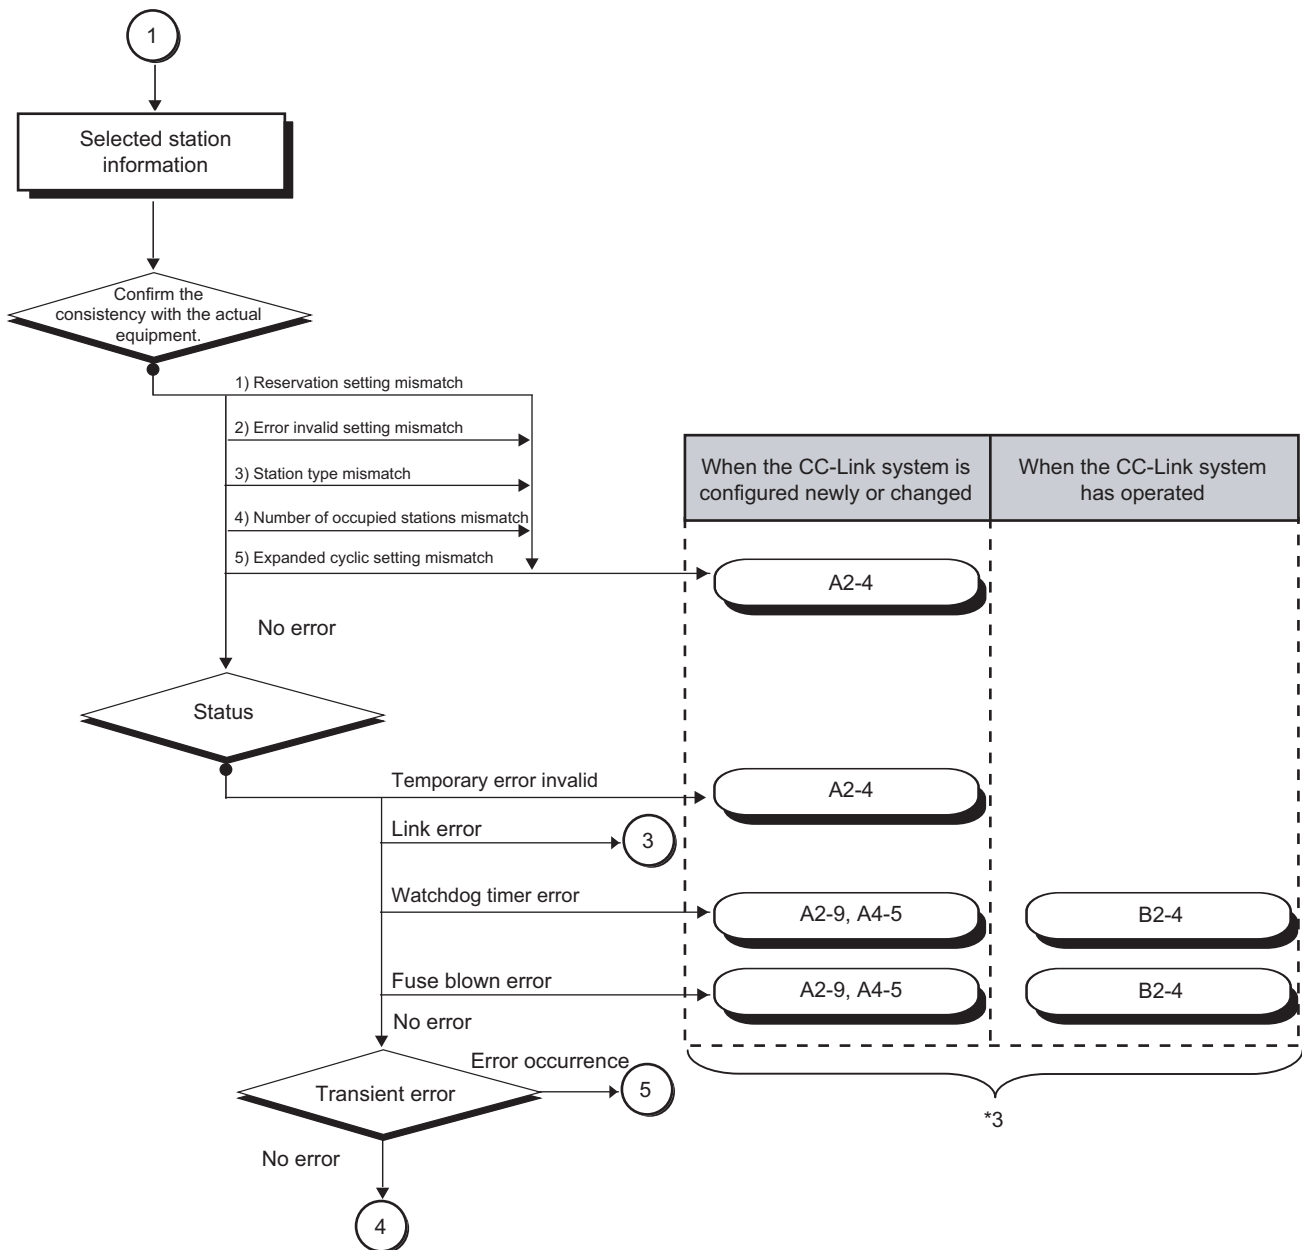 1
Selected station
information
Confirm the
consistency with the actual
equipment.
1) Reservation setting mismatch
2) Error invalid setting mismatch
3) Station type mismatch
4) Number of occupied stations mismatch
5) Expanded cyclic setting mismatch
When the CC-Link system is
configured newly or changed
When the CC-Link system
has operated
A2-4
No error
Status
Temporary error invalid
A2-4
Link error
3
Watchdog timer error
A2-9, A4-5
B2-4
Fuse blown error
A2-9, A4-5
B2-4
No error
Error occurrence
Transient error
5
*3
No error
4